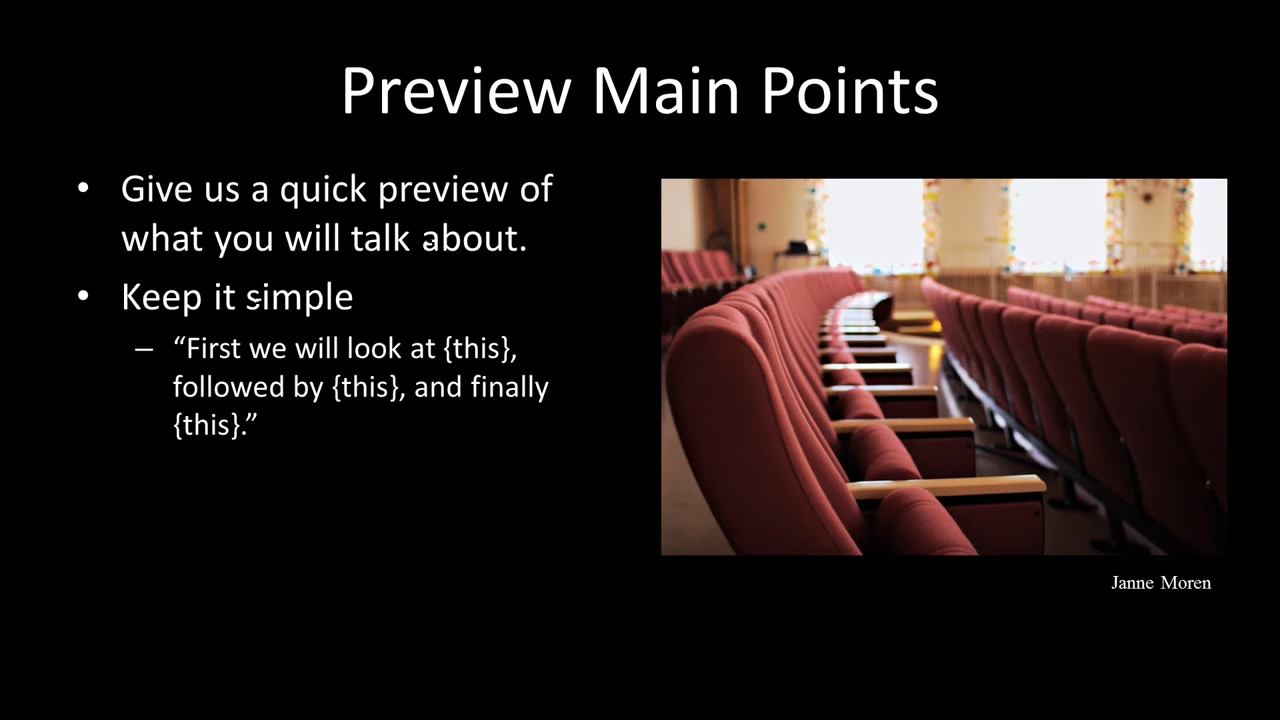 Preview Main Points
• Give us a quick preview of
what you will talk about.
• Keep it simple
– “First we will look at {this},
followed by {this}, and finally
{this}.”
Janne Moren